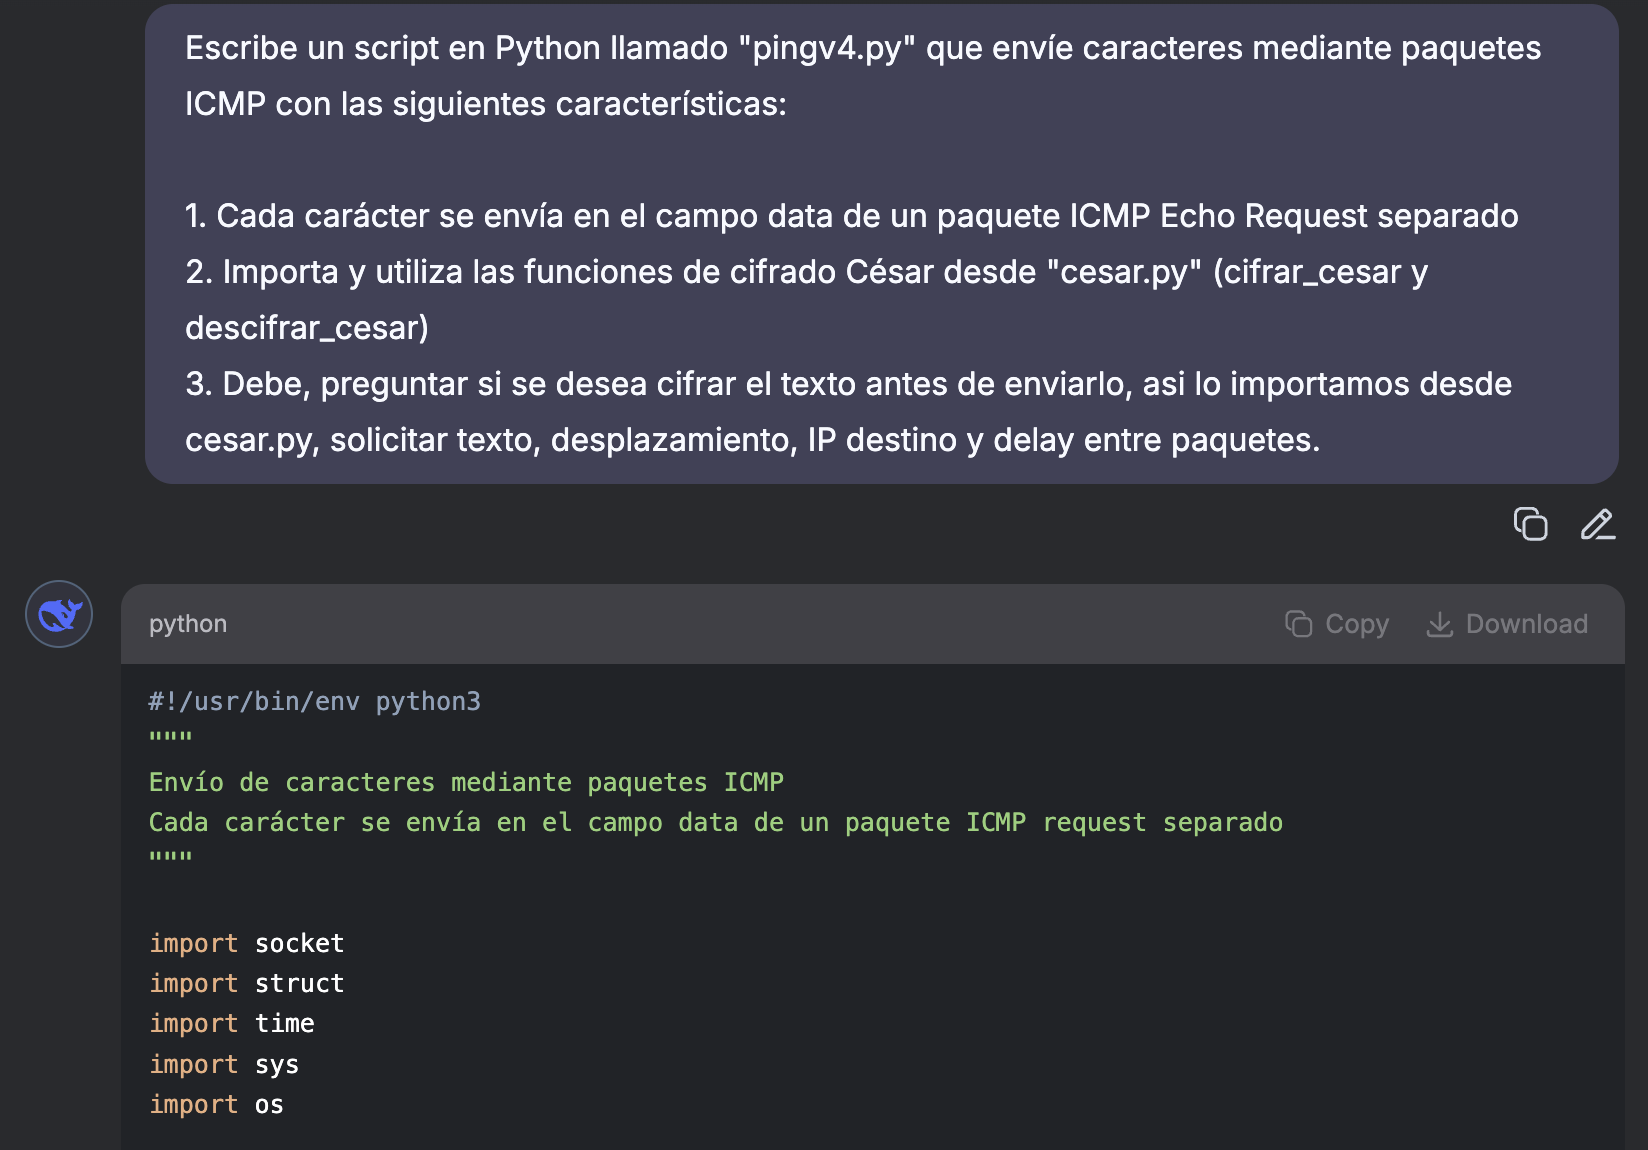 Escribe un script en Python llamado "pingv4.py" que envíe caracteres mediante paquetes
ICMP con las siguientes características:
1. Cada carácter se envía en el campo data de un paquete ICMP Echo Request separado
2. Importa y utiliza las funciones de cifrado César desde "cesar.py" (cifrar_cesar y
descifrar_cesar)
3. Debe, preguntar si se desea cifrar el texto antes de enviarlo, asi lo importamos desde
cesar.py, solicitar texto, desplazamiento, IP destino y delay entre paquetes.
python Copy Download
#!/usr/bin/env python3
"""
Envío de caracteres mediante paquetes ICMP
Cada carácter se envía en el campo data de un paquete ICMP request separado
"""
import socket
import struct
import time
import sys
import os